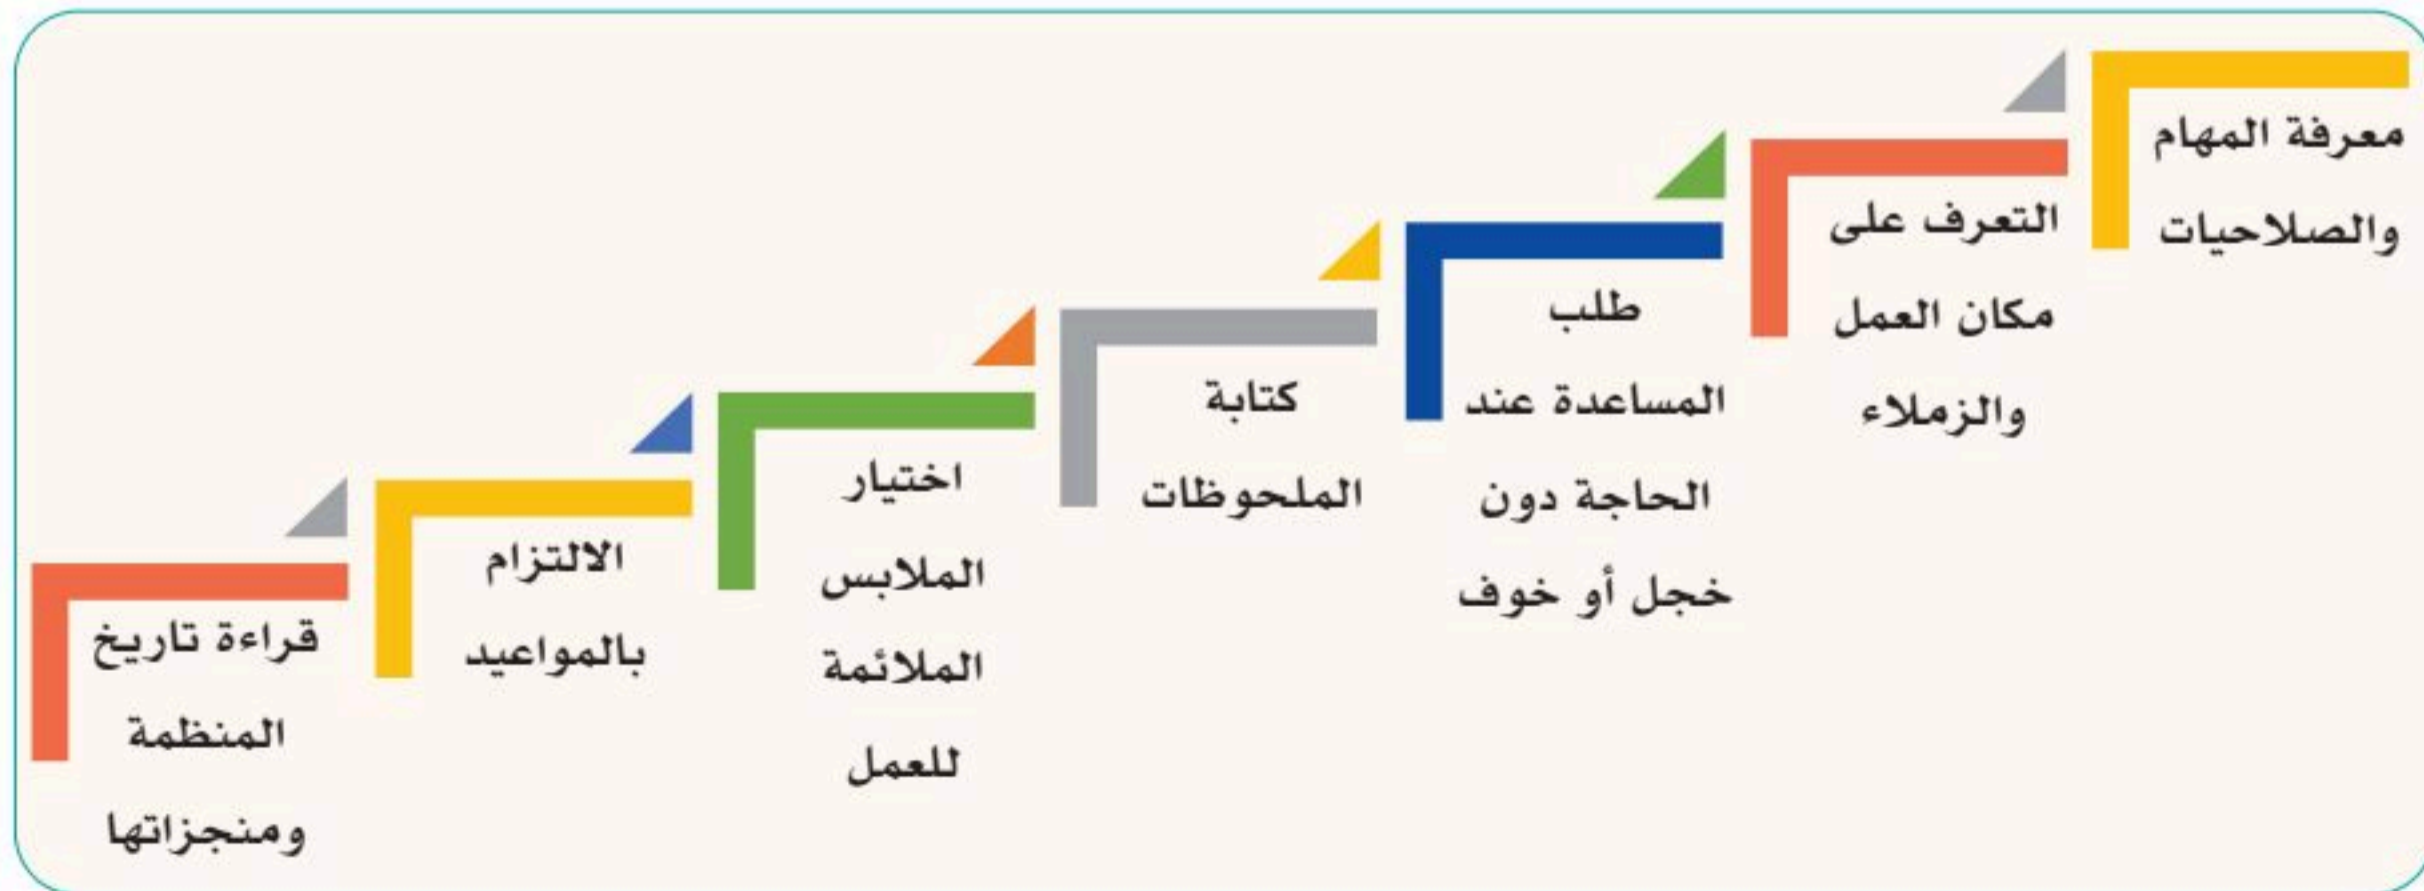 معرفة المهام
والصلاحيات
التعرف على
مكان العمل
والزملاء
طلب
المساعدة عند
الحاجة دون
خجل أو خوف
كتابة
الملحوظات
اختيار
الملابس
الملائمة
للعمل
الالتزام
بالمواعيد
قراءة تاريخ
المنظمة
ومنجزاتها